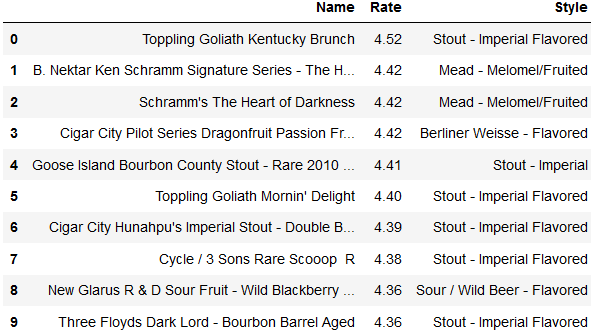 Name Rate Style
0 Toppling Goliath Kentucky Brunch 4.52 Stout - Imperial Flavored
1 B. Nektar Ken Schramm Signature Series - The H... 4.42 Mead - Melomel/Fruited
2 Schramm's The Heart of Darkness 4.42 Mead - Melomel/Fruited
3 Cigar City Pilot Series Dragonfruit Passion Fr... 4.42 Berliner Weisse - Flavored
4 Goose Island Bourbon County Stout - Rare 2010 ... 4.41 Stout - Imperial
5 Toppling Goliath Mornin' Delight 4.40 Stout - Imperial Flavored
6 Cigar City Hunahpu's Imperial Stout - Double B... 4.39 Stout - Imperial Flavored
7 Cycle / 3 Sons Rare Scooop R 4.38 Stout - Imperial Flavored
8 New Glarus R & D Sour Fruit - Wild Blackberry ... 4.36 Sour / Wild Beer - Flavored
9 Three Floyds Dark Lord - Bourbon Barrel Aged 4.36 Stout - Imperial Flavored